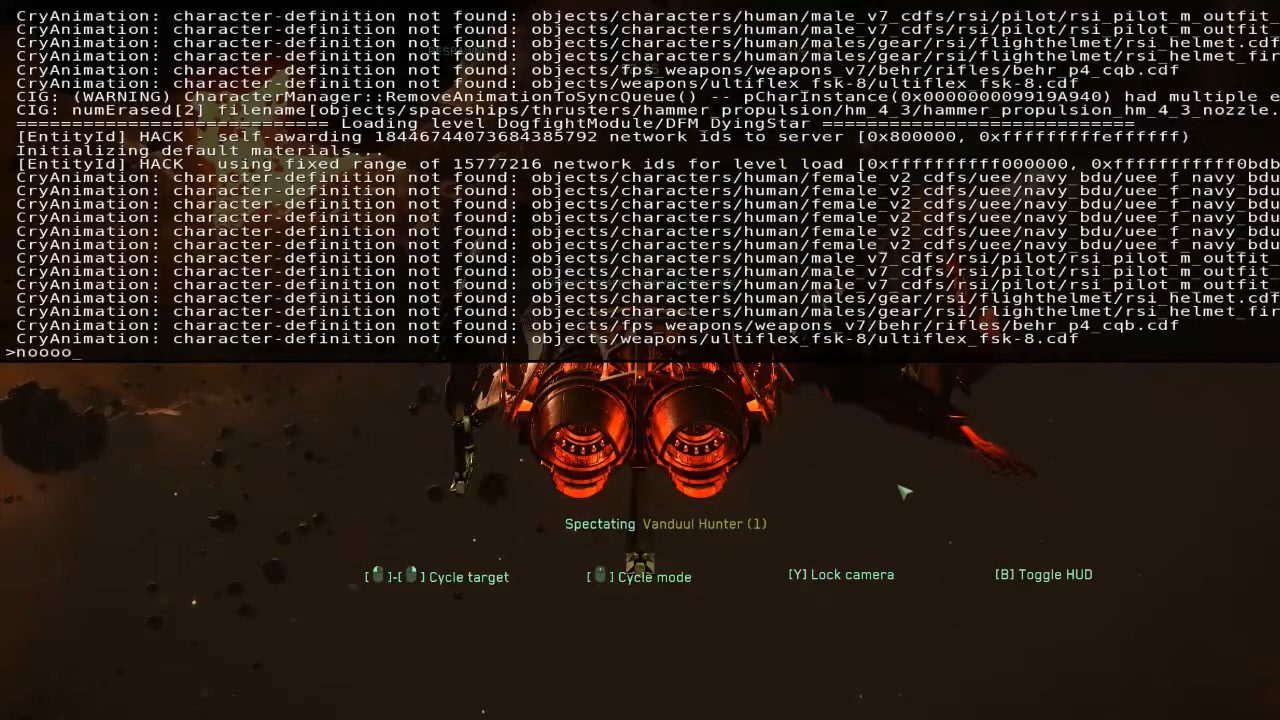 CryAnimation: character-definition not found: objects/characters/human/male_v7_cdfs/rsi/pilot/rsi_pilot_m_outfit_
CryAnimation: character-definition not found: objects/characters/human/male_v7_cdfs/rsi/pilot/rsi_pilot_m_outfit_
CryAnimation: character-definition not found: objects/characters/human/males/gear/rsi/flighthelmet/rsi_helmet.cdf
CryAnimation: character-definition not found: objects/characters/human/males/gear/rsi/flighthelmet/rsi_helmet_fir
CryAnimation: character-definition not found: objects/fps_weapons/weapons_v7/behr/rifles/behr_p4_cqb.cdf
CryAnimation: character-definition not found: objects/weapons/ultiflex_fsk-8/ultiflex_fsk-8.cdf
CIG: (WARNING) CharacterManager::RemoveAnimationToSyncQueue() -- pCharInstance(0x000000009919A940) had multiple e
CIG: numErased[2] filename[objects/spaceships/thrusters/hammer_propulsion/hm_4_3/hammer_propulsion_hm_4_3_nozzle.
============================ Loading level DogfightModule/DFM_DyingStar ============================
[EntityId] HACK   self-awarding 18446744073684385792 network ids to server [0x800000, 0xfffffffffeffffff)
Initializing default materials...
[EntityId] HACK   using fixed range of 15777216 network ids for level load [0xffffffffff000000, 0xfffffffffff0bdb
CryAnimation: character-definition not found: objects/characters/human/female_v2_cdfs/uee/navy_bdu/uee_f_navy_bdu
CryAnimation: character-definition not found: objects/characters/human/female_v2_cdfs/uee/navy_bdu/uee_f_navy_bdu
CryAnimation: character-definition not found: objects/characters/human/female_v2_cdfs/uee/navy_bdu/uee_f_navy_bdu
CryAnimation: character-definition not found: objects/characters/human/female_v2_cdfs/uee/navy_bdu/uee_f_navy_bdu
CryAnimation: character-definition not found: objects/characters/human/female_v2_cdfs/uee/navy_bdu/uee_f_navy_bdu
CryAnimation: character-definition not found: objects/characters/human/female_v2_cdfs/uee/navy_bdu/uee_f_navy_bdu
CryAnimation: character-definition not found: objects/characters/human/male_v7_cdfs/rsi/pilot/rsi_pilot_m_outfit_
CryAnimation: character-definition not found: objects/characters/human/male_v7_cdfs/rsi/pilot/rsi_pilot_m_outfit_
CryAnimation: character-definition not found: objects/characters/human/male_v7_cdfs/rsi/pilot/rsi_pilot_m_outfit_
CryAnimation: character-definition not found: objects/characters/human/males/gear/rsi/flighthelmet/rsi_helmet.cdf
CryAnimation: character-definition not found: objects/characters/human/males/gear/rsi/flighthelmet/rsi_helmet_fir
CryAnimation: character-definition not found: objects/fps_weapons/weapons_v7/behr/rifles/behr_p4_cqb.cdf
CryAnimation: character-definition not found: objects/weapons/ultiflex_fsk-8/ultiflex_fsk-8.cdf
>noooo_
Spectating Vanduul Hunter (1)
[ ]-[ ] Cycle target [ ] Cycle mode [Y] Lock camera [B] Toggle HUD